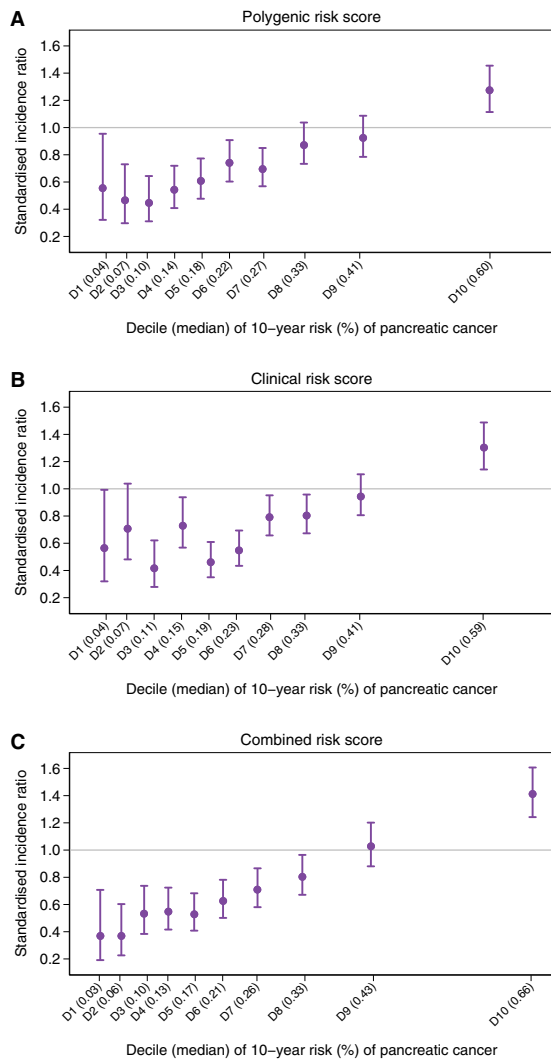 A
Polygenic risk score
Standardised incidence ratio
1.6
1.4
1.2
1.0
0.8
0.6
0.4
0.2
D1 (0.04)
D2 (0.07)
D3 (0.10)
D4 (0.14)
D5 (0.18)
D6 (0.22)
D7 (0.27)
D8 (0.33)
D9 (0.41)
D10 (0.60)
Decile (median) of 10−year risk (%) of pancreatic cancer
B
Clinical risk score
Standardised incidence ratio
1.6
1.4
1.2
1.0
0.8
0.6
0.4
0.2
D1 (0.04)
D2 (0.07)
D3 (0.11)
D4 (0.15)
D5 (0.19)
D6 (0.23)
D7 (0.28)
D8 (0.33)
D9 (0.41)
D10 (0.59)
Decile (median) of 10−year risk (%) of pancreatic cancer
C
Combined risk score
Standardised incidence ratio
1.6
1.4
1.2
1.0
0.8
0.6
0.4
0.2
D1 (0.03)
D2 (0.06)
D3 (0.10)
D4 (0.13)
D5 (0.17)
D6 (0.21)
D7 (0.26)
D8 (0.33)
D9 (0.43)
D10 (0.66)
Decile (median) of 10−year risk (%) of pancreatic cancer